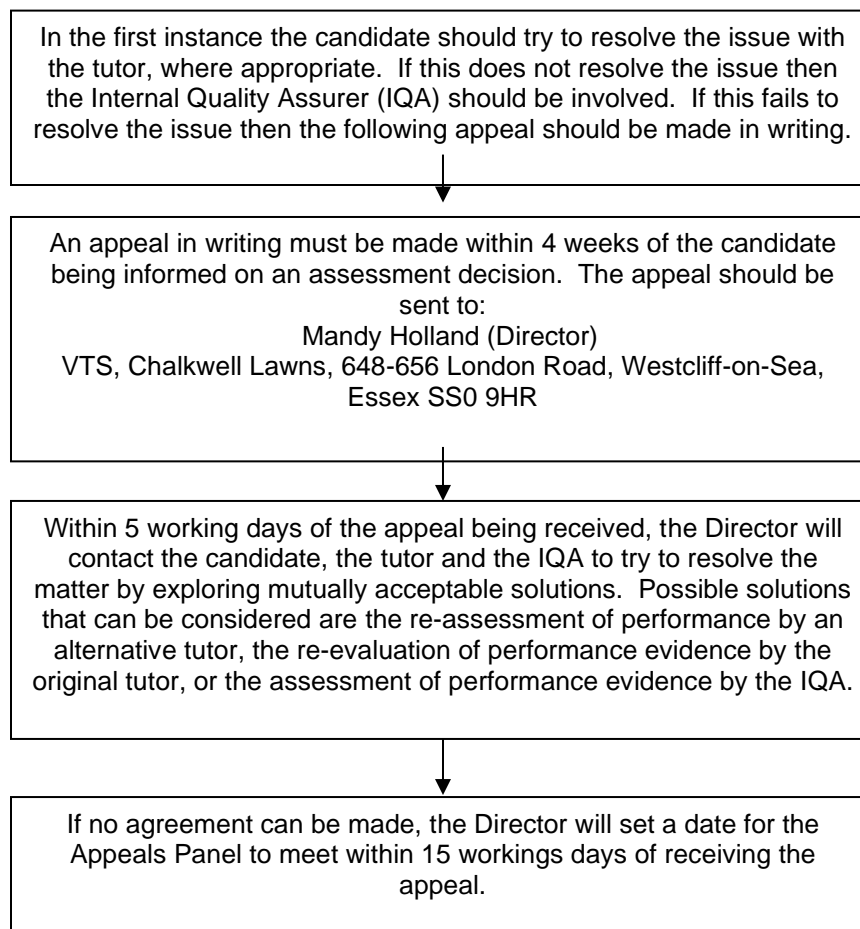 In the first instance the candidate should try to resolve the issue with
the tutor, where appropriate.  If this does not resolve the issue then
the Internal Quality Assurer (IQA) should be involved.  If this fails to
resolve the issue then the following appeal should be made in writing.
An appeal in writing must be made within 4 weeks of the candidate
being informed on an assessment decision.  The appeal should be
sent to:
Mandy Holland (Director)
VTS, Chalkwell Lawns, 648-656 London Road, Westcliff-on-Sea,
Essex SS0 9HR
Within 5 working days of the appeal being received, the Director will
contact the candidate, the tutor and the IQA to try to resolve the
matter by exploring mutually acceptable solutions.  Possible solutions
that can be considered are the re-assessment of performance by an
alternative tutor, the re-evaluation of performance evidence by the
original tutor, or the assessment of performance evidence by the IQA.
If no agreement can be made, the Director will set a date for the
Appeals Panel to meet within 15 workings days of receiving the
appeal.